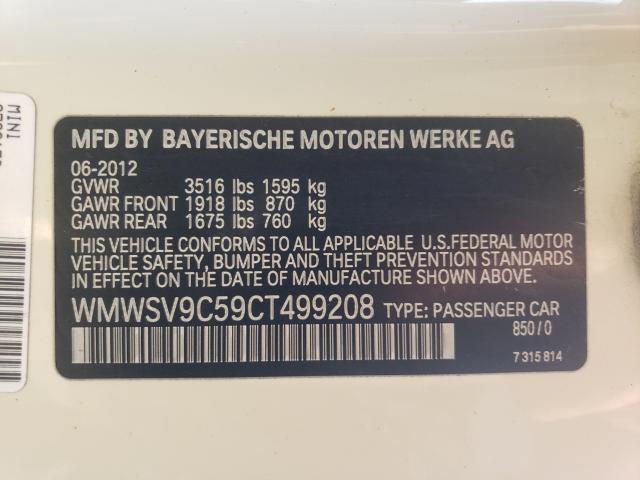 MINI
MFD BY BAYERISCHE MOTOREN WERKE AG
06-2012
GVWR 3516 lbs 1595 kg
GAWR FRONT 1918 lbs 870 kg
GAWR REAR 1675 lbs 760 kg
THIS VEHICLE CONFORMS TO ALL APPLICABLE U.S.FEDERAL MOTOR
VEHICLE SAFETY, BUMPER AND THEFT PREVENTION STANDARDS
IN EFFECT ON THE DATE OF MANUFACTURE SHOWN ABOVE.
WMWSV9C59CT499208 TYPE: PASSENGER CAR
850/0
7 315 814